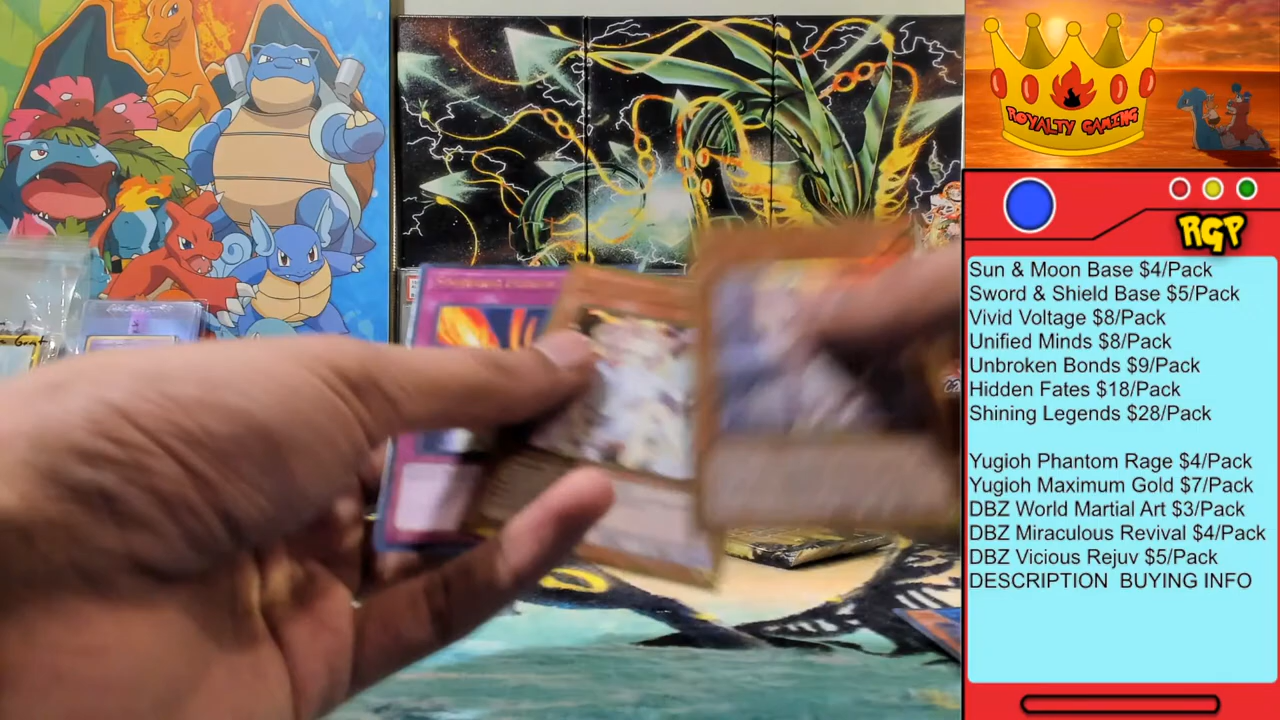 ROYALTY GAMING
RGP
Sun & Moon Base $4/Pack
Sword & Shield Base $5/Pack
Vivid Voltage $8/Pack
Unified Minds $8/Pack
Unbroken Bonds $9/Pack
Hidden Fates $18/Pack
Shining Legends $28/Pack
Yugioh Phantom Rage $4/Pack
Yugioh Maximum Gold $7/Pack
DBZ World Martial Art $3/Pack
DBZ Miraculous Revival $4/Pack
DBZ Vicious Rejuv $5/Pack
DESCRIPTION BUYING INFO